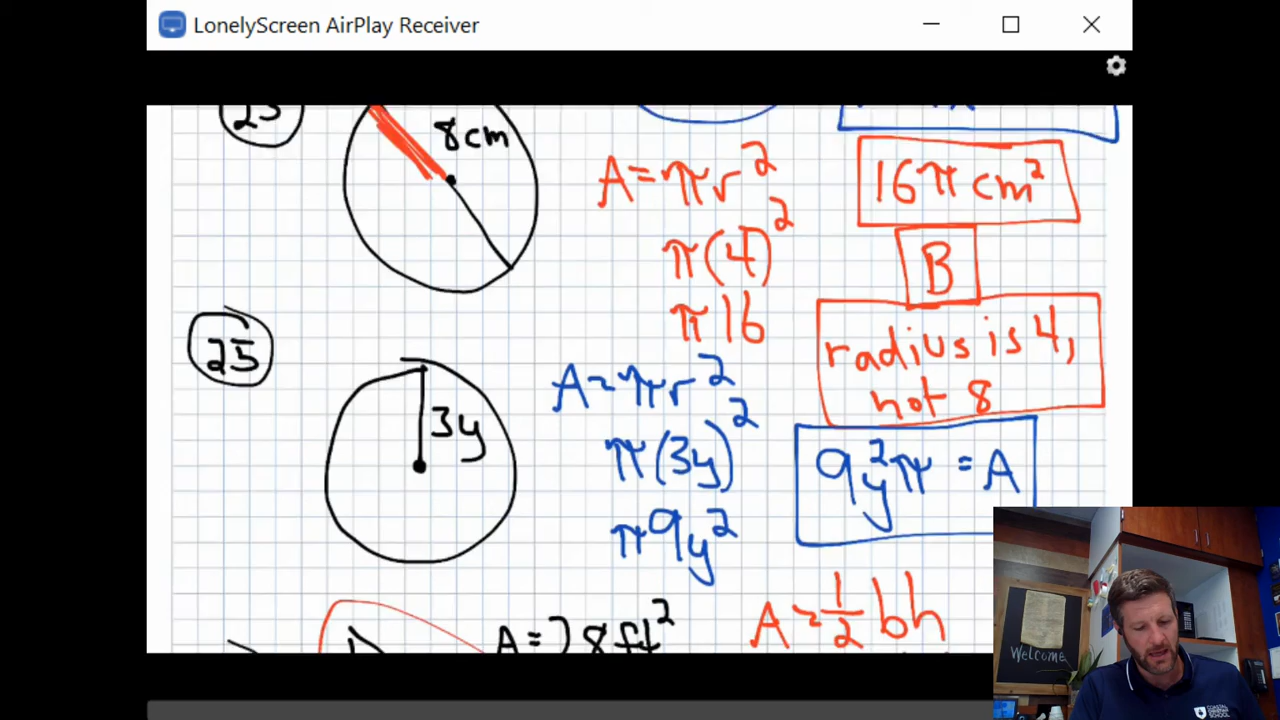 LonelyScreen AirPlay Receiver
8cm
A=πr²
π(4)²
π16
16π cm²
B
radius is 4,
not 8
25
3y
A=πr²
π(3y)²
π9y²
9y²π = A
A=78ft²
A=½bh
Welcome